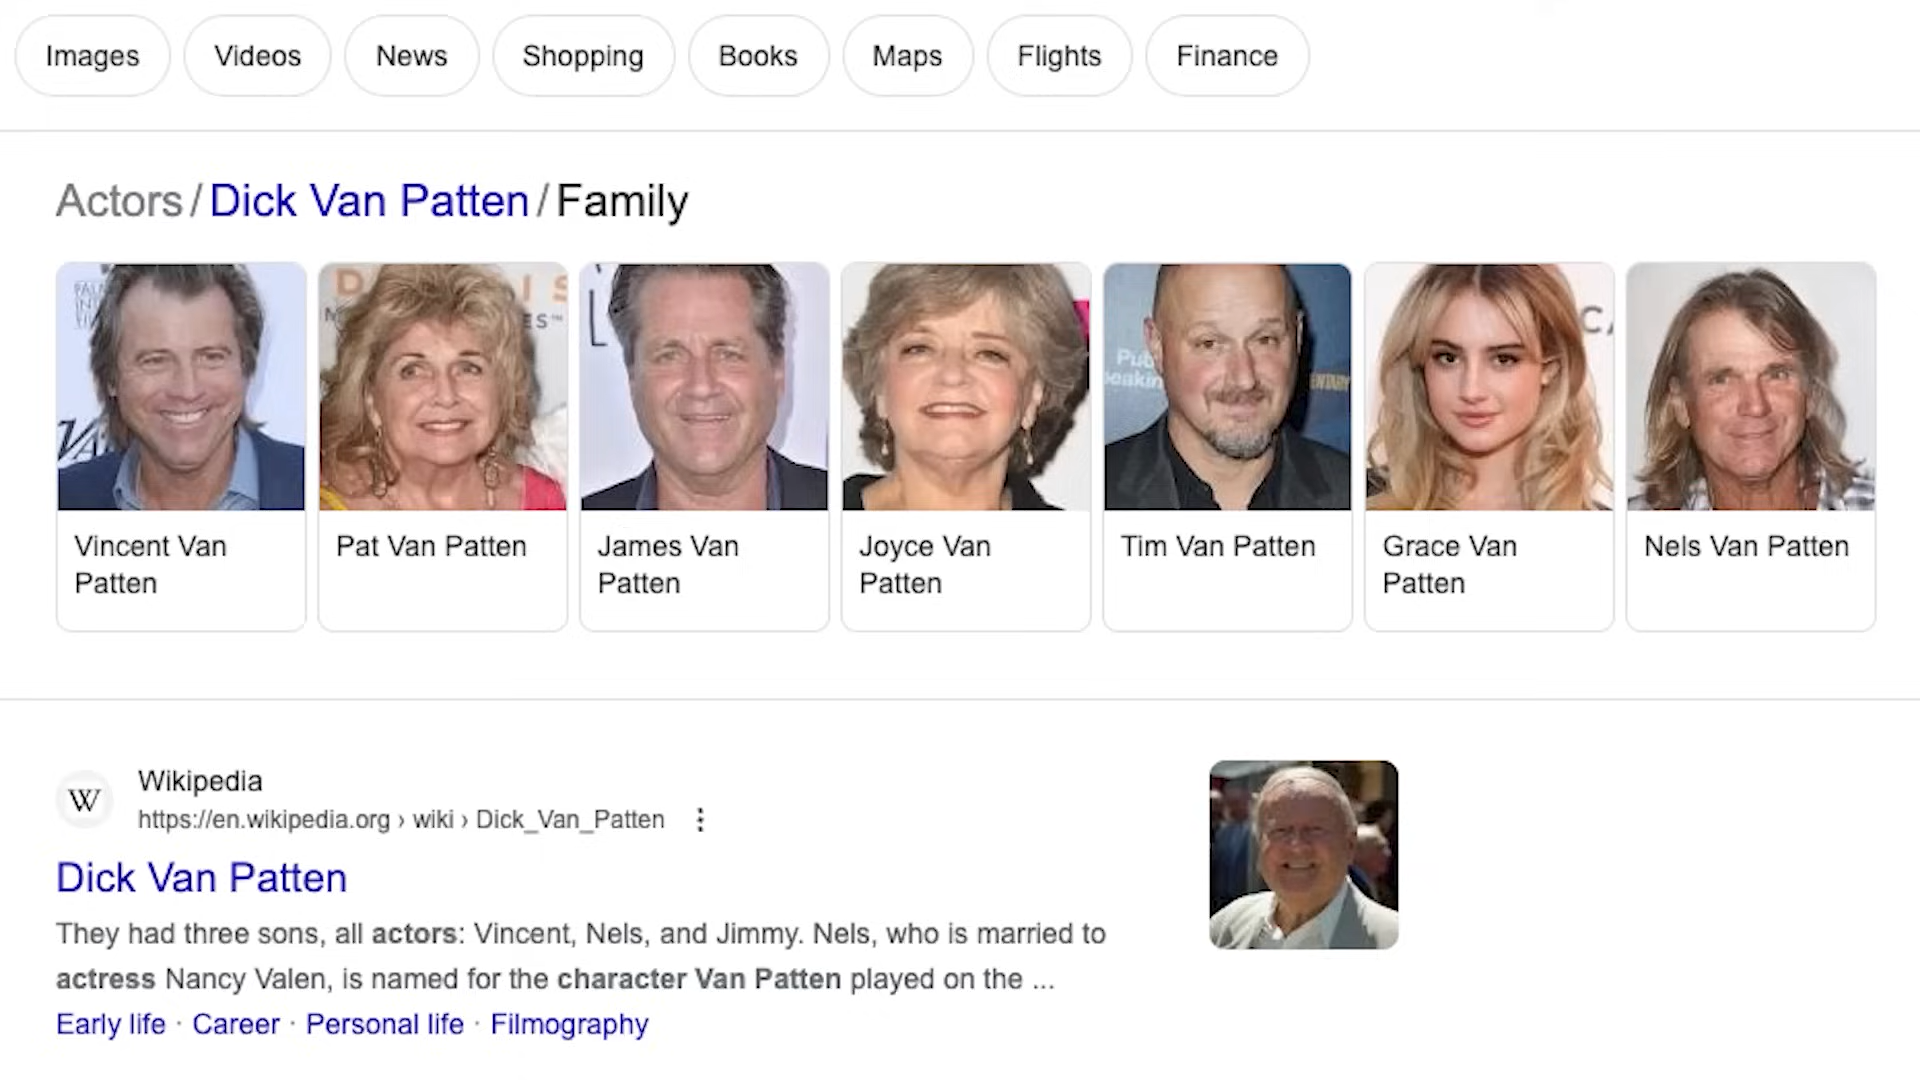 Images
Videos
News
Shopping
Books
Maps
Flights
Finance
Actors / Dick Van Patten / Family
Vincent Van
Patten
Pat Van Patten
James Van
Patten
Joyce Van
Patten
Tim Van Patten
Grace Van
Patten
Nels Van Patten
W
Wikipedia
https://en.wikipedia.org › wiki › Dick_Van_Patten
Dick Van Patten
They had three sons, all actors: Vincent, Nels, and Jimmy. Nels, who is married to
actress Nancy Valen, is named for the character Van Patten played on the ...
Early life · Career · Personal life · Filmography